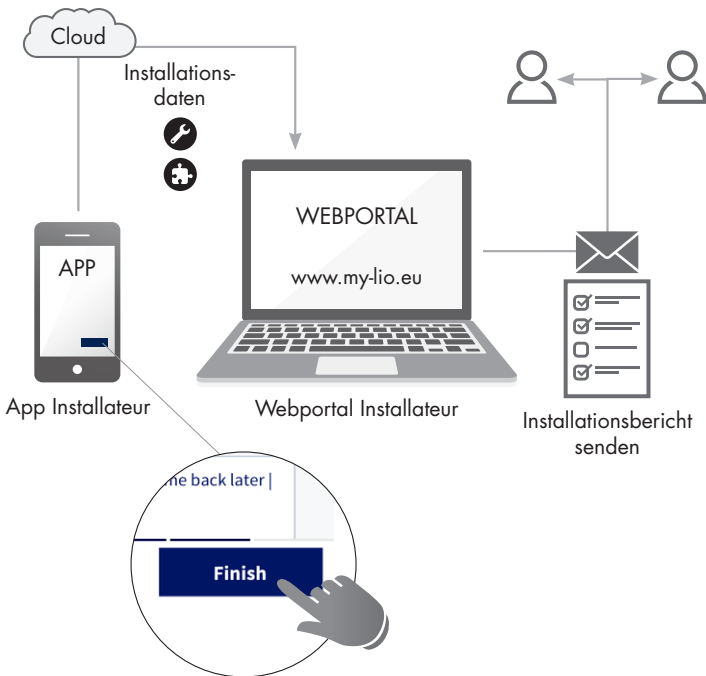 Cloud
Installations-
daten
WEBPORTAL
www.my-lio.eu
APP
App Installateur
Webportal Installateur
Installationsbericht
senden
me back later |
Finish